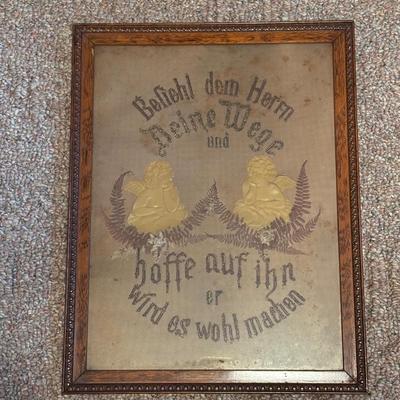 Befiehl dem Herrn
Deine Wege
und
hoffe auf ihn
er
wird es wohl machen